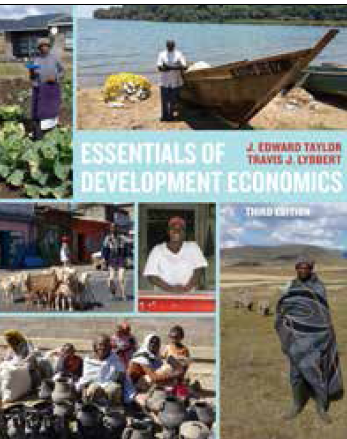 ESSENTIALS OF
DEVELOPMENT ECONOMICS
J. EDWARD TAYLOR
TRAVIS J. LYBBERT
THIRD EDITION